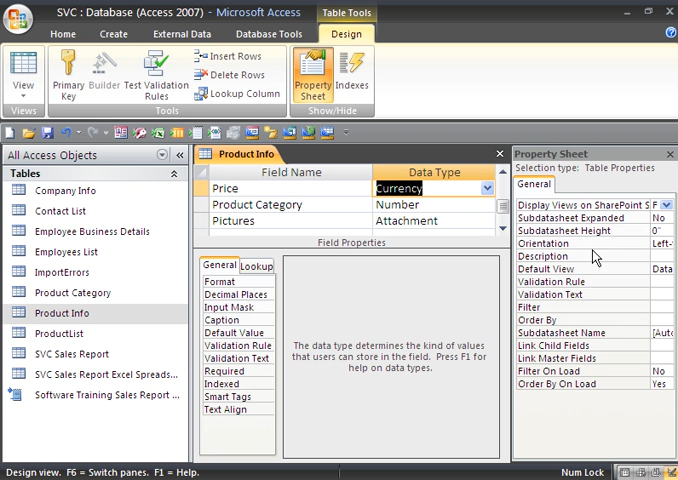 SVC : Database (Access 2007) - Microsoft Access
Table Tools
Home
Create
External Data
Database Tools
Design
View
Primary Key
Builder
Test Validation Rules
Insert Rows
Delete Rows
Lookup Column
Property Sheet
Indexes
Views
Tools
Show/Hide
All Access Objects
Tables
Company Info
Contact List
Employee Business Details
Employees List
ImportErrors
Product Category
Product Info
ProductList
SVC Sales Report
SVC Sales Report Excel Spreads...
Software Training Sales Report ...
Product Info
Field Name Data Type
Price Currency
Product Category Number
Pictures Attachment
Field Properties
General Lookup
Format
Decimal Places
Input Mask
Caption
Default Value
Validation Rule
Validation Text
Required
Indexed
Smart Tags
Text Align
The data type determines the kind of values
that users can store in the field. Press F1 for
help on data types.
Property Sheet
Selection type: Table Properties
General
Display Views on SharePoint S F
Subdatasheet Expanded No
Subdatasheet Height 0"
Orientation Left-
Description
Default View Data
Validation Rule
Validation Text
Filter
Order By
Subdatasheet Name [Auto
Link Child Fields
Link Master Fields
Filter On Load No
Order By On Load Yes
Design view. F6 = Switch panes. F1 = Help.
Num Lock